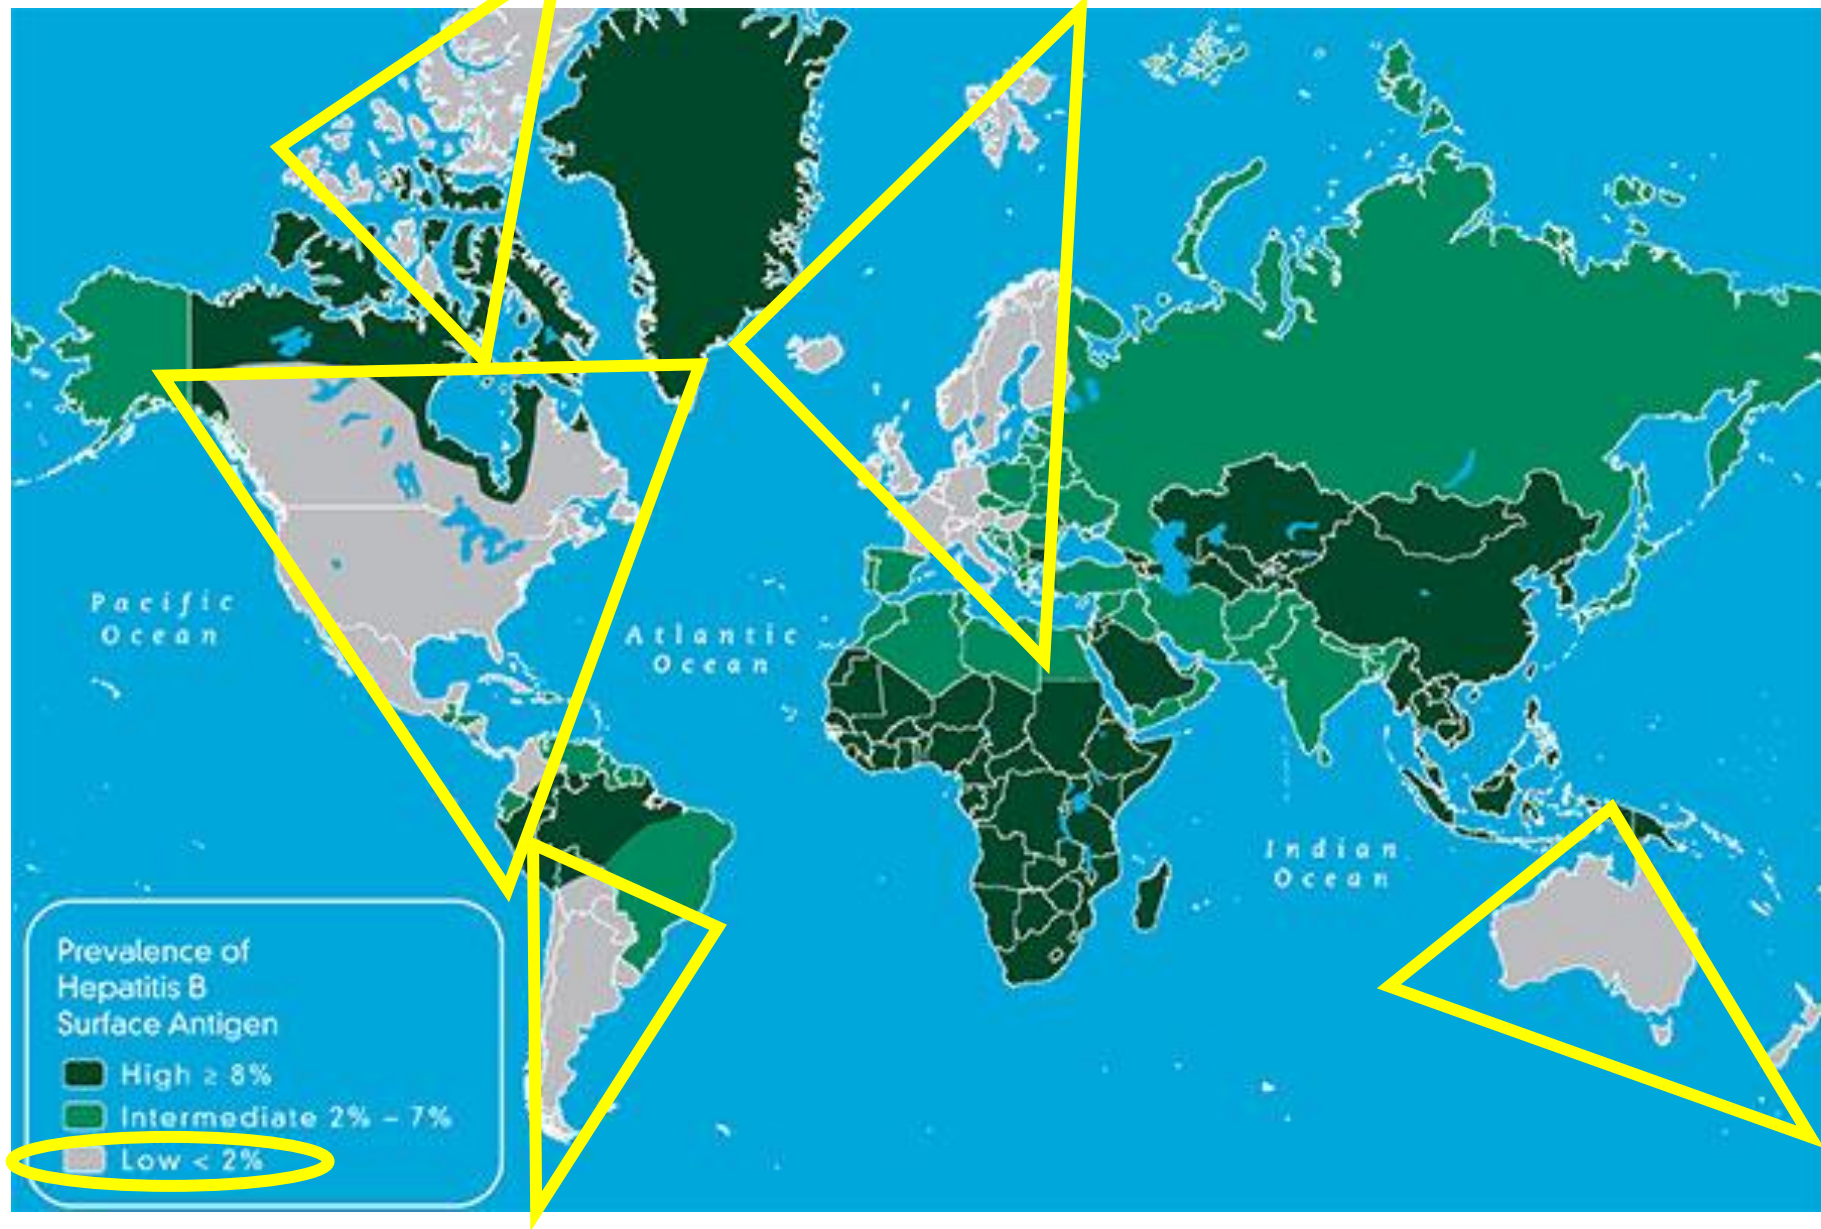 Pacific
Ocean
Atlantic
Ocean
Indian
Ocean
Prevalence of
Hepatitis B
Surface Antigen
High ≥ 8%
Intermediate 2% – 7%
Low < 2%